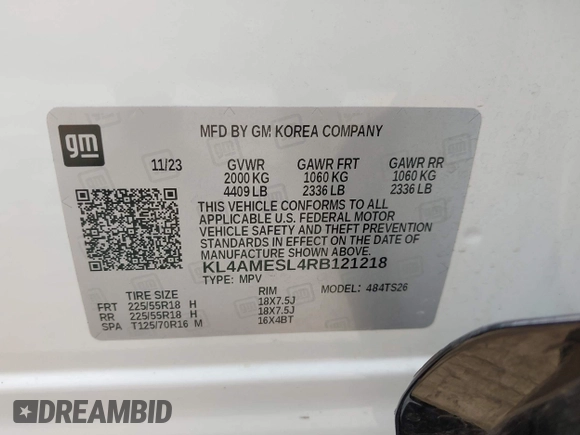 gm
MFD BY GM KOREA COMPANY
11/23 GVWR GAWR FRT GAWR RR
2000 KG 1060 KG 1060 KG
4409 LB 2336 LB 2336 LB
THIS VEHICLE CONFORMS TO ALL
APPLICABLE U.S. FEDERAL MOTOR
VEHICLE SAFETY AND THEFT PREVENTION
STANDARDS IN EFFECT ON THE DATE OF
MANUFACTURE SHOWN ABOVE.
KL4AMESL4RB121218
TYPE: MPV MODEL: 484TS26
TIRE SIZE RIM
FRT 225/55R18 H 18X7.5J
RR 225/55R18 H 18X7.5J
SPA T125/70R16 M 16X4BT
DREAMBID